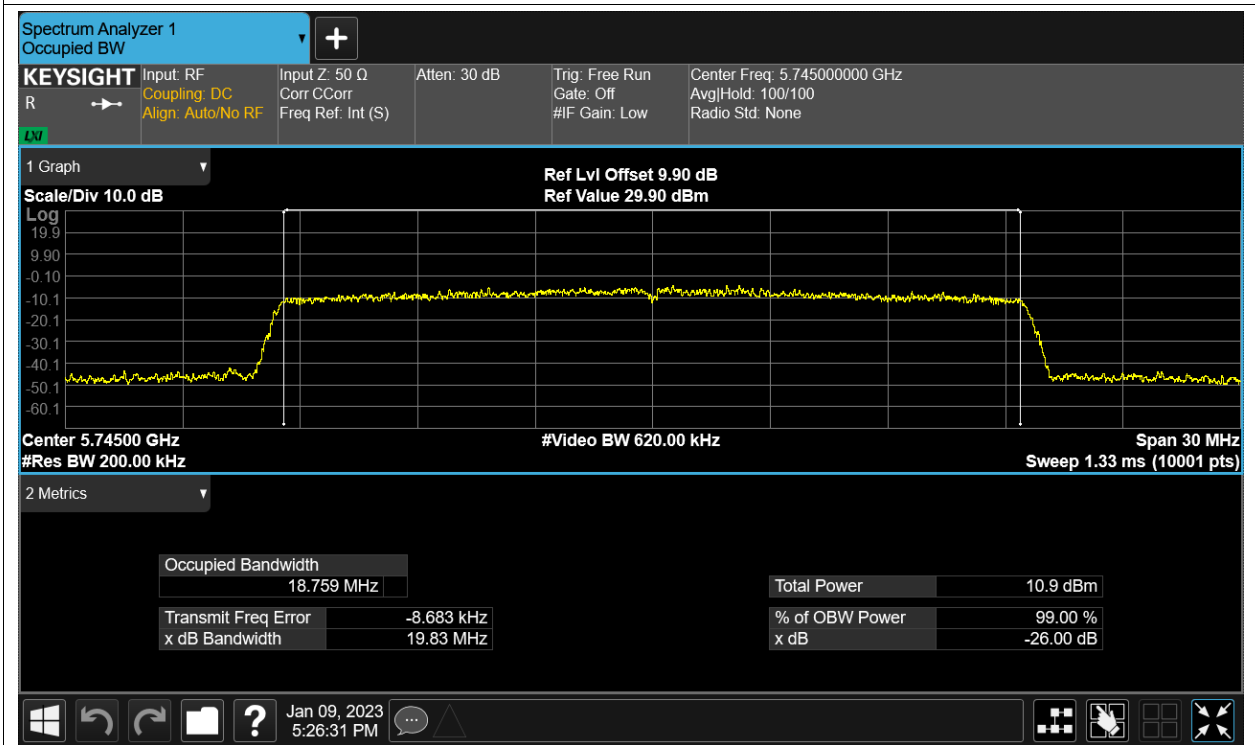 Spectrum Analyzer 1
Occupied BW
KEYSIGHT
R
LXI
Input: RF
Coupling: DC
Align: Auto/No RF
Input Z: 50 Ω
Corr CCorr
Freq Ref: Int (S)
Atten: 30 dB
Trig: Free Run
Gate: Off
#IF Gain: Low
Center Freq: 5.745000000 GHz
Avg|Hold: 100/100
Radio Std: None
1 Graph
Scale/Div 10.0 dB
Ref Lvl Offset 9.90 dB
Ref Value 29.90 dBm
Log
19.9
9.90
-0.10
-10.1
-20.1
-30.1
-40.1
-50.1
-60.1
Center 5.74500 GHz
#Video BW 620.00 kHz
Span 30 MHz
#Res BW 200.00 kHz
Sweep 1.33 ms (10001 pts)
2 Metrics
Occupied Bandwidth
18.759 MHz
Transmit Freq Error -8.683 kHz
x dB Bandwidth 19.83 MHz
Total Power 10.9 dBm
% of OBW Power 99.00 %
x dB -26.00 dB
Jan 09, 2023
5:26:31 PM